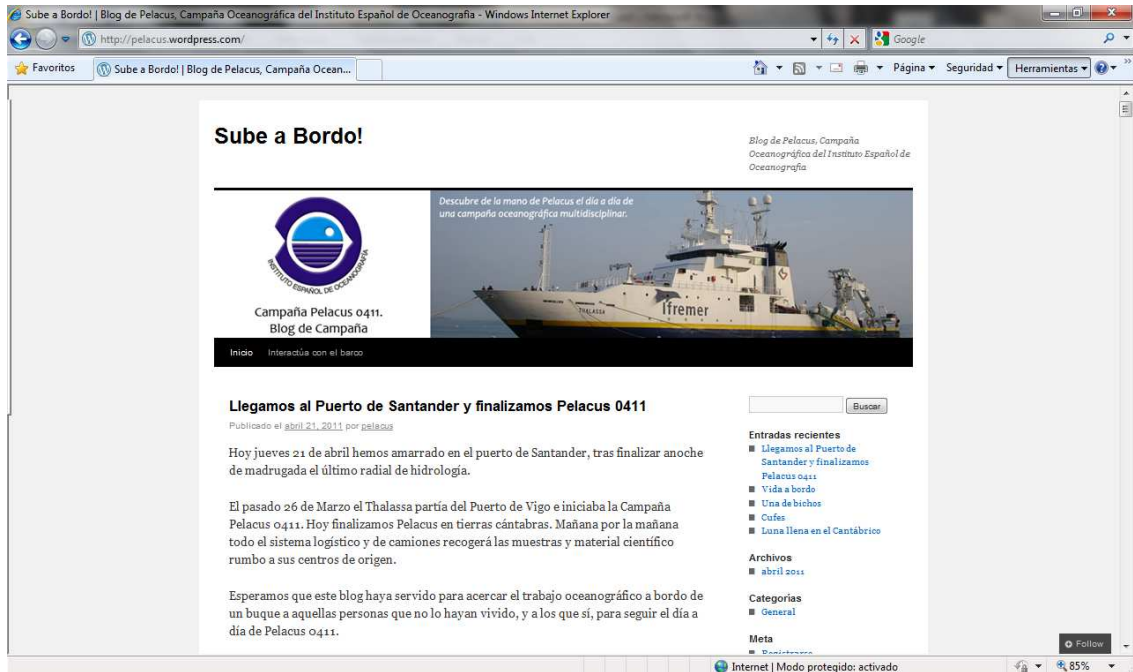 Sube a Bordo! | Blog de Pelacus, Campaña Oceanográfica del Instituto Español de Oceanografia - Windows Internet Explorer
http://pelacus.wordpress.com/
Google
Favoritos
Sube a Bordo! | Blog de Pelacus, Campaña Ocean...
Página
Seguridad
Herramientas
Sube a Bordo!
Blog de Pelacus, Campaña
Oceanográfica del Instituto Español de
Oceanografia
Descubre de la mano de Pelacus el día a día de
una campaña oceanográfica multidisciplinar.
INSTITUTO ESPAÑOL DE OCEANOGRAFÍA
Campaña Pelacus 0411.
Blog de Campaña
THALASSA
Ifremer
Inicio
Interactúa con el barco
Llegamos al Puerto de Santander y finalizamos Pelacus 0411
Publicado el abril 21, 2011 por pelacus
Hoy jueves 21 de abril hemos amarrado en el puerto de Santander, tras finalizar anoche
de madrugada el último radial de hidrología.
El pasado 26 de Marzo el Thalassa partía del Puerto de Vigo e iniciaba la Campaña
Pelacus 0411. Hoy finalizamos Pelacus en tierras cántabras. Mañana por la mañana
todo el sistema logístico y de camiones recogerá las muestras y material científico
rumbo a sus centros de origen.
Esperamos que este blog haya servido para acercar el trabajo oceanográfico a bordo de
un buque a aquellas personas que no lo hayan vivido, y a los que sí, para seguir el día a
día de Pelacus 0411.
Buscar
Entradas recientes
Llegamos al Puerto de
Santander y finalizamos
Pelacus 0411
Vida a bordo
Una de bichos
Cufes
Luna llena en el Cantábrico
Archivos
abril 2011
Categorías
General
Meta
Registrarse
Follow
Internet | Modo protegido: activado
85%